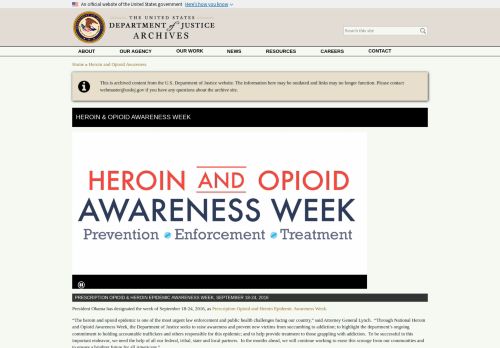 An official website of the United States government Here's how you know
THE UNITED STATES
DEPARTMENT of JUSTICE
ARCHIVES
Search this site
ABOUT OUR AGENCY OUR WORK NEWS RESOURCES CAREERS CONTACT
Home » Heroin and Opioid Awareness
This is archived content from the U.S. Department of Justice website. The information here may be outdated and links may no longer function. Please contact
webmaster@usdoj.gov if you have any questions about the archive site.
HEROIN & OPIOID AWARENESS WEEK
HEROIN AND OPIOID
AWARENESS WEEK
Prevention Enforcement Treatment
PRESCRIPTION OPIOID & HEROIN EPIDEMIC AWARENESS WEEK, SEPTEMBER 18-24, 2016
President Obama has designated the week of September 18-24, 2016, as Prescription Opioid and Heroin Epidemic Awareness Week.
"The heroin and opioid epidemic is one of the most urgent law enforcement and public health challenges facing our country," said Attorney General Lynch. "Through National Heroin
and Opioid Awareness Week, the Department of Justice seeks to raise awareness and prevent new victims from succumbing to addiction; to highlight the department's ongoing
commitment to holding accountable traffickers and others responsible for this epidemic; and to help provide treatment to those grappling with addiction. To be successful in this
important endeavor, we need the help of all our federal, tribal, state and local partners. In the months ahead, we will continue working to erase this scourge from our communities and
to ensure a brighter future for all Americans."